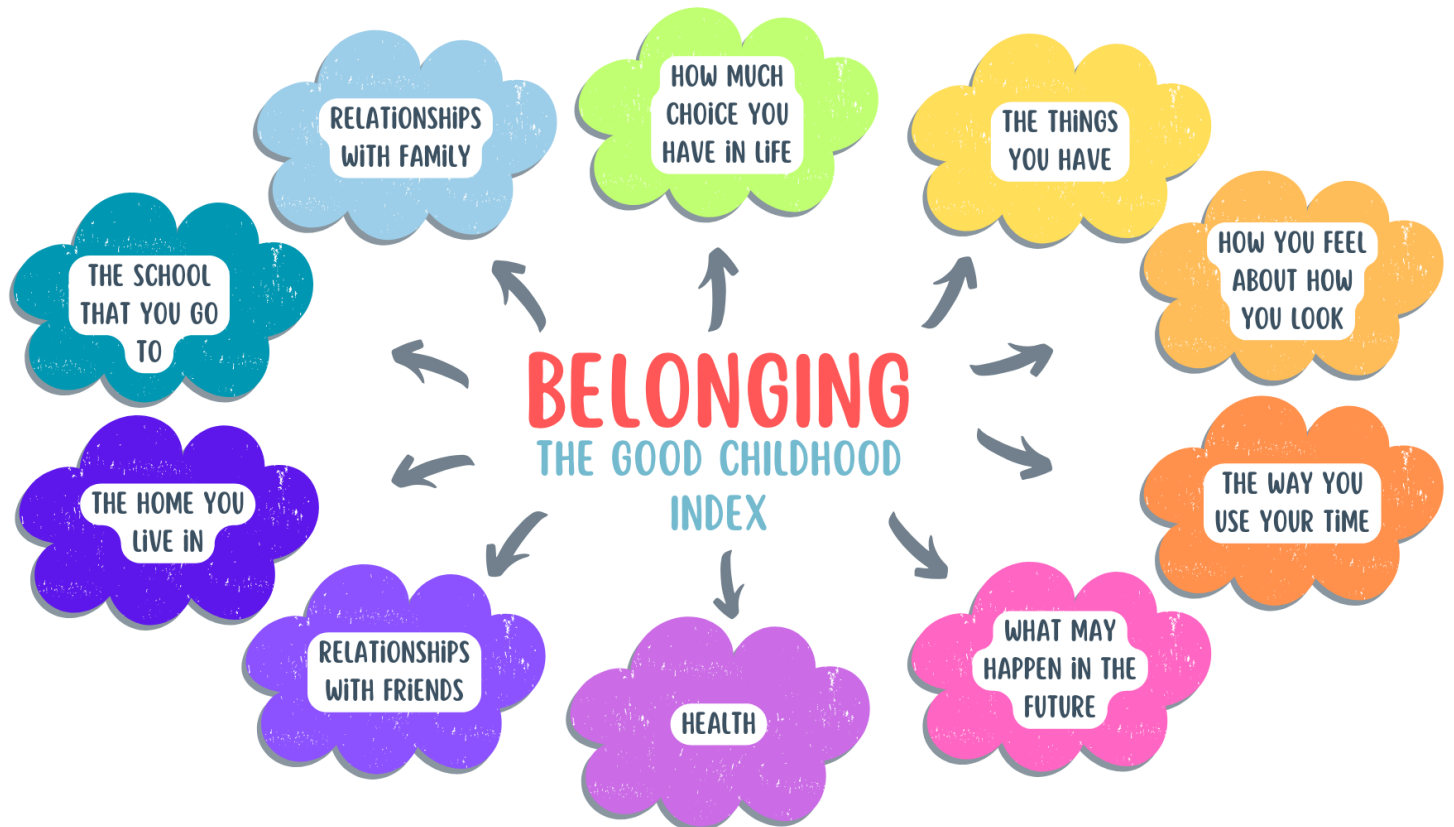 RELATIONSHIPS
WITH FAMILY
HOW MUCH
CHOICE YOU
HAVE IN LIFE
THE THINGS
YOU HAVE
HOW YOU FEEL
ABOUT HOW
YOU LOOK
THE SCHOOL
THAT YOU GO
TO
BELONGING
THE GOOD CHILDHOOD
INDEX
THE HOME YOU
LIVE IN
THE WAY YOU
USE YOUR TIME
RELATIONSHIPS
WITH FRIENDS
HEALTH
WHAT MAY
HAPPEN IN THE
FUTURE